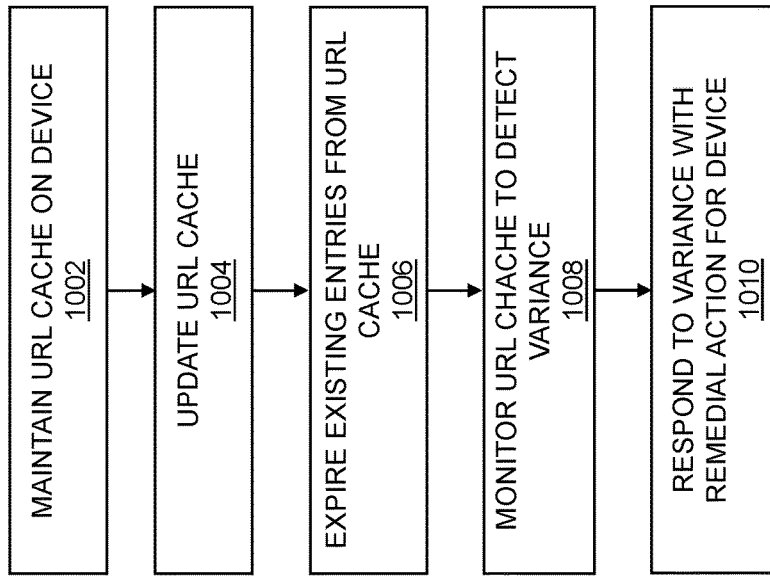 MAINTAIN URL CACHE ON DEVICE
1002
UPDATE URL CACHE
1004
EXPIRE EXISTING ENTRIES FROM URL
CACHE
1006
MONITOR URL CHACHE TO DETECT
VARIANCE
1008
RESPOND TO VARIANCE WITH
REMEDIAL ACTION FOR DEVICE
1010